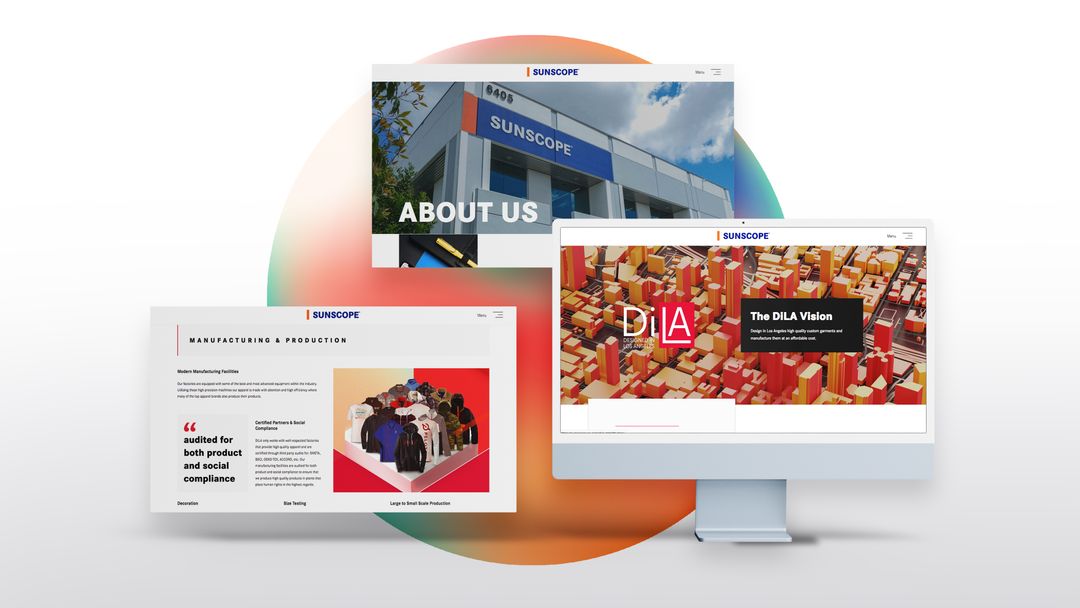 SUNSCOPE
Menu
6405
SUNSCOPE
ABOUT US
SUNSCOPE
Menu
DiLA
DESIGNED IN
LOS ANGELES
The DILA Vision
Design in Los Angeles high quality custom garments and
manufacture them at an affordable cost.
SUNSCOPE
Menu
MANUFACTURING & PRODUCTION
Modern Manufacturing Facilities
Our factories are equipped with some of the best and most advanced equipment within the industry.
Utilizing these high precision machines our apparel is made with attention and high efficiency where
many of the top apparel brands also produce their products.
“
audited for
both product
and social
compliance
Certified Partners & Social
Compliance
DiLA only works with well respected factories
that provide high quality apparel and are
certified through third party audits for:
manufacturing facilities are audited for both
product and social compliance to ensure that
we produce high quality products in plants that
place human rights in the highest regards.
Decoration
Size Testing
Large to Small Scale Production